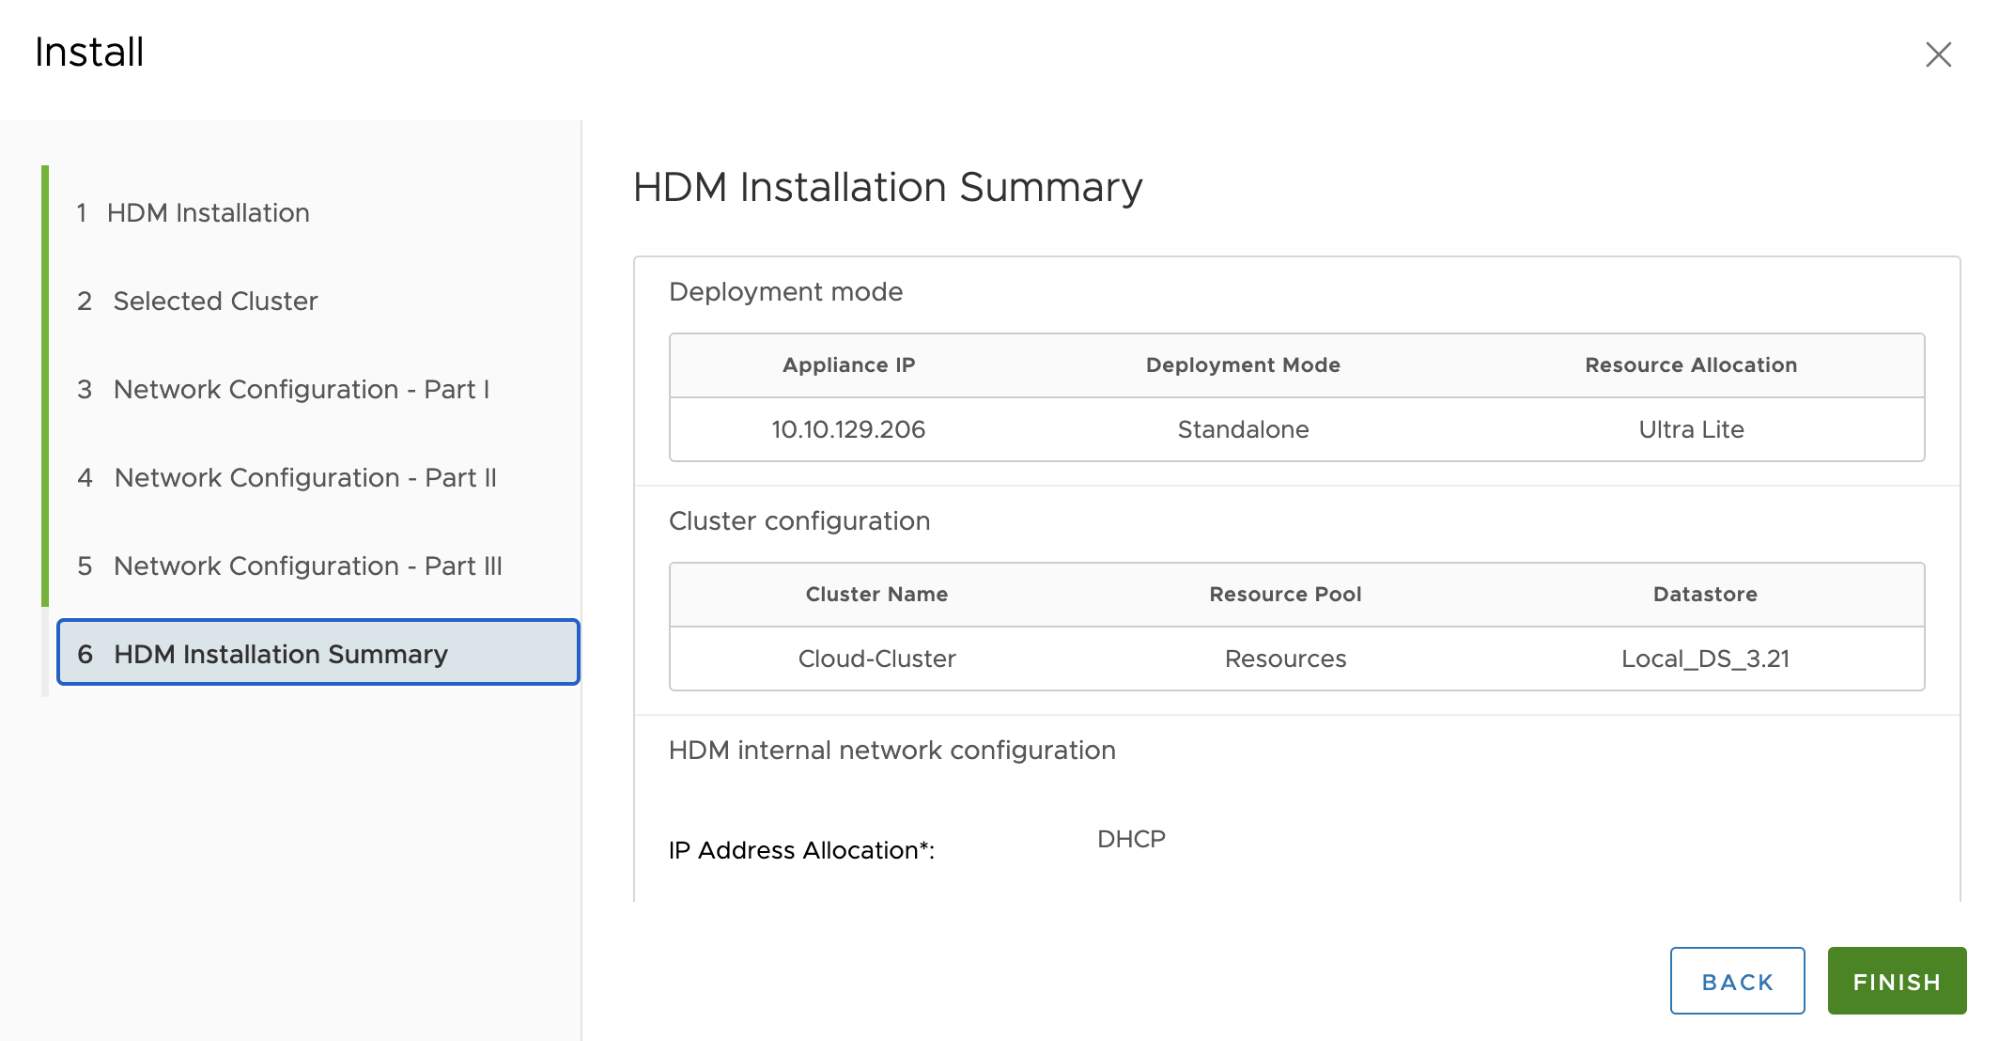 Install
1 HDM Installation
2 Selected Cluster
3 Network Configuration - Part I
4 Network Configuration - Part II
5 Network Configuration - Part III
6 HDM Installation Summary
HDM Installation Summary
Deployment mode
Appliance IP Deployment Mode Resource Allocation
10.10.129.206 Standalone Ultra Lite
Cluster configuration
Cluster Name Resource Pool Datastore
Cloud-Cluster Resources Local_DS_3.21
HDM internal network configuration
IP Address Allocation*: DHCP
BACK FINISH